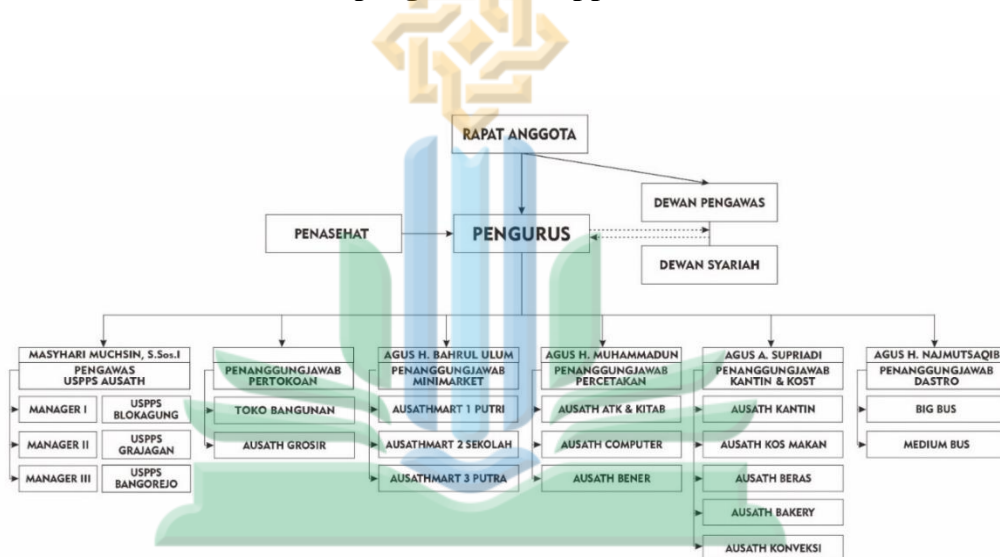 RAPAT ANGGOTA
DEWAN PENGAWAS
PENASEHAT
PENGURUS
DEWAN SYARIAH
MASYHARI MUCHSIN, S.Sos.I
PENGAWAS
USPPS AUSATH
MANAGER I
USPPS
BLOKAGUNG
MANAGER II
USPPS
GRAJAGAN
MANAGER III
USPPS
BANGOREJO
PENANGGUNGJAWAB
PERTOKOAN
TOKO BANGUNAN
AUSATH GROSIR
AGUS H. BAHRUL ULUM
PENANGGUNGJAWAB
MINIMARKET
AUSATHMART 1 PUTRI
AUSATHMART 2 SEKOLAH
AUSATHMART 3 PUTRA
AGUS H. MUHAMMADUN
PENANGGUNGJAWAB
PERCETAKAN
AUSATH ATK & KITAB
AUSATH COMPUTER
AUSATH BENER
AGUS A. SUPRIADI
PENANGGUNGJAWAB
KANTIN & KOST
AUSATH KANTIN
AUSATH KOS MAKAN
AUSATH BERAS
AUSATH BAKERY
AUSATH KONVEKSI
AGUS H. NAJMUTSAQIB
PENANGGUNGJAWAB
DASTRO
BIG BUS
MEDIUM BUS